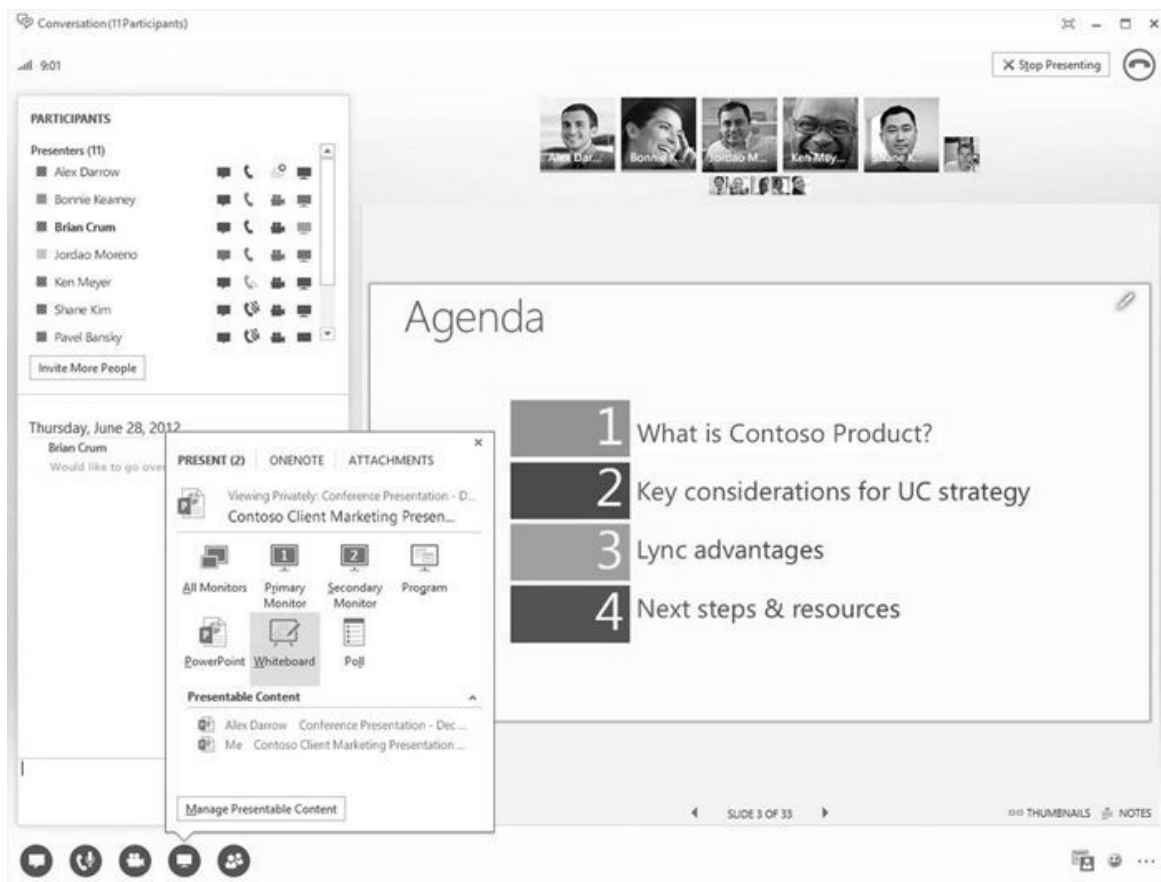 Conversation (11 Participants)
9:01
Stop Presenting
PARTICIPANTS
Presenters (11)
Alex Darrow
Bonnie Kearney
Brian Crum
Jordao Moreno
Ken Meyer
Shane Kim
Pavel Bansky
Invite More People
Alex Dar...
Bonnie K...
Jordao M...
Ken Mey...
Shane K...
Thursday, June 28, 2012
Brian Crum
Would like to go over
PRESENT (2) ONENOTE ATTACHMENTS
Viewing Privately: Conference Presentation - D...
Contoso Client Marketing Presen...
1 2
All Monitors Primary Monitor Secondary Monitor Program
PowerPoint Whiteboard Poll
Presentable Content
Alex Darrow Conference Presentation - Dec...
Me Contoso Client Marketing Presentation ...
Manage Presentable Content
Agenda
1 What is Contoso Product?
2 Key considerations for UC strategy
3 Lync advantages
4 Next steps & resources
SLIDE 3 OF 33
THUMBNAILS NOTES